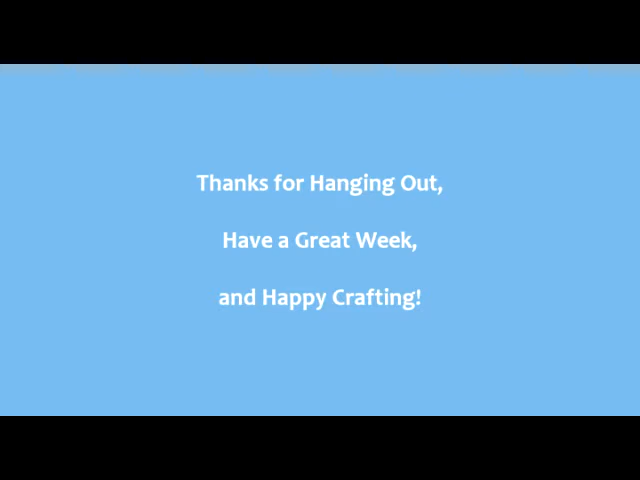 Thanks for Hanging Out,
Have a Great Week,
and Happy Crafting!